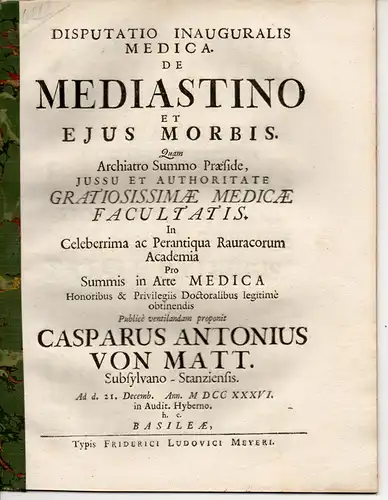 DISPUTATIO INAUGURALIS
MEDICA.
DE
MEDIASTINO
ET
EJUS MORBIS.
Quam
Archiatro Summo Præside,
JUSSU ET AUTHORITATE
GRATIOSISSIMÆ MEDICÆ
FACULTATIS.
In
Celeberrima ac Perantiqua Rauracorum
Academia
Pro
Summis in Arte MEDICA
Honoribus & Privilegiis Doctoralibus legitimè
obtinendis
Publicè ventilandam proponit
CASPARUS ANTONIUS
VON MATT.
Subsylvano-Stanziensis.
Ad d. 21. Decemb. Ann. MDCCXXXVI.
in Audit. Hyberno.
h. c.
BASILEÆ,
Typis FRIDERICI LUDOVICI MEYERI.